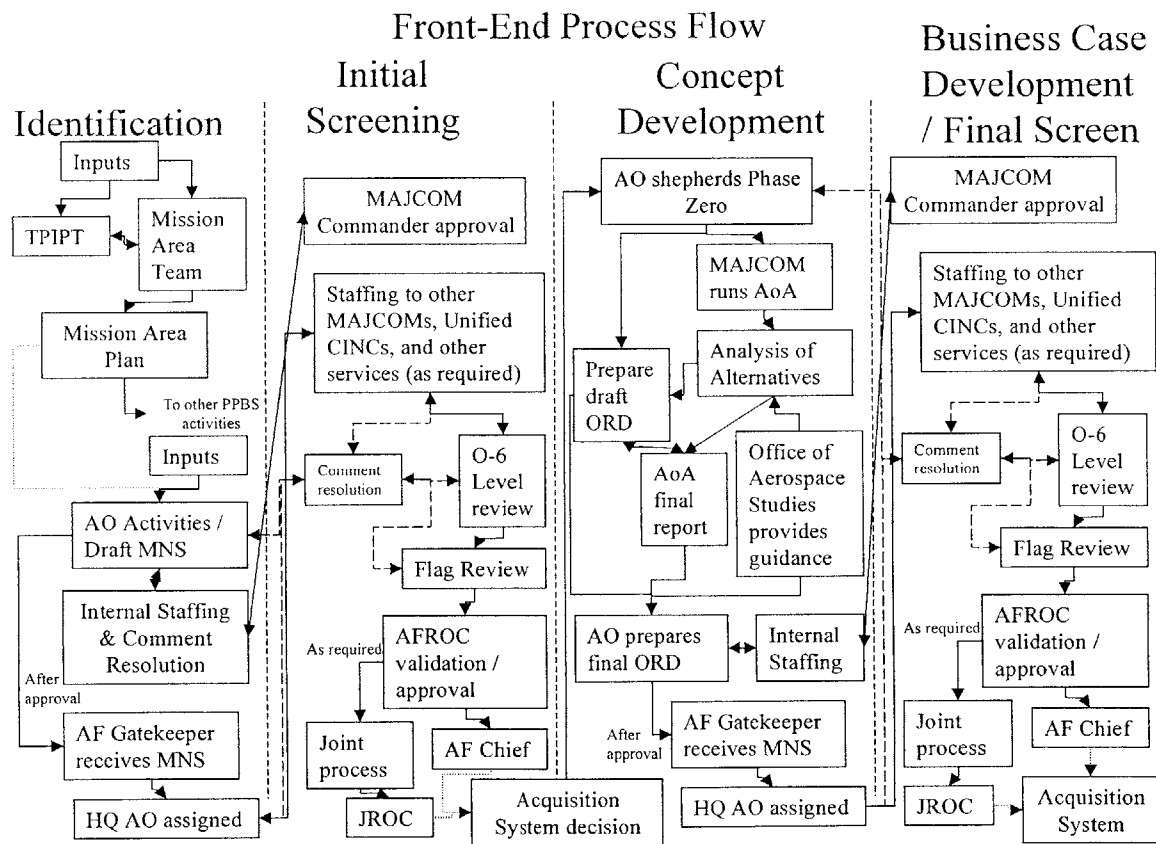 Front-End Process Flow
Identification
Inputs
TPIPT
Mission
Area
Team
Mission Area
Plan
To other PPBS
activities
Inputs
AO Activities /
Draft MNS
Internal Staffing
& Comment
Resolution
After
approval
AF Gatekeeper
receives MNS
HQ AO assigned
Initial
Screening
MAJCOM
Commander approval
Staffing to other
MAJCOMs, Unified
CINCs, and other
services (as required)
Comment
resolution
O-6
Level
review
Flag Review
As required
AFROC
validation /
approval
Joint
process
AF Chief
JROC
Acquisition
System decision
Concept
Development
AO shepherds Phase
Zero
MAJCOM
runs AoA
Prepare
draft
ORD
Analysis of
Alternatives
AoA
final
report
Office of
Aerospace
Studies
provides
guidance
AO prepares
final ORD
Internal
Staffing
After
approval
AF Gatekeeper
receives MNS
HQ AO assigned
Business Case
Development
/ Final Screen
MAJCOM
Commander approval
Staffing to other
MAJCOMs, Unified
CINCs, and other
services (as required)
Comment
resolution
O-6
Level
review
Flag Review
As required
AFROC
validation /
approval
Joint
process
AF Chief
JROC
Acquisition
System